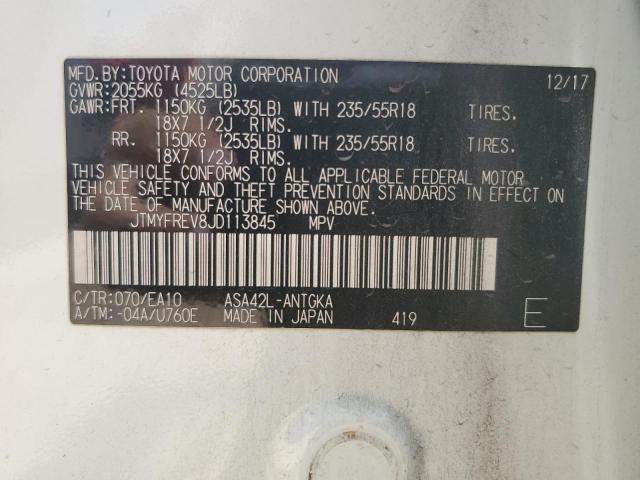 MFD.BY:TOYOTA MOTOR CORPORATION 12/17
GVWR:2055KG (4525LB)
GAWR:FRT. 1150KG (2535LB) WITH 235/55R18 TIRES.
18X7 1/2J RIMS.
RR. 1150KG (2535LB) WITH 235/55R18 TIRES.
18X7 1/2J RIMS.
THIS VEHICLE CONFORMS TO ALL APPLICABLE FEDERAL MOTOR
VEHICLE SAFETY AND THEFT PREVENTION STANDARDS IN EFFECT ON
THE DATE OF MANUFACTURE SHOWN ABOVE.
JTMYFREV8JD113845 MPV
C/TR:070/EA10 ASA42L-ANTGKA
A/TM:-04A/U760E MADE IN JAPAN 419 E